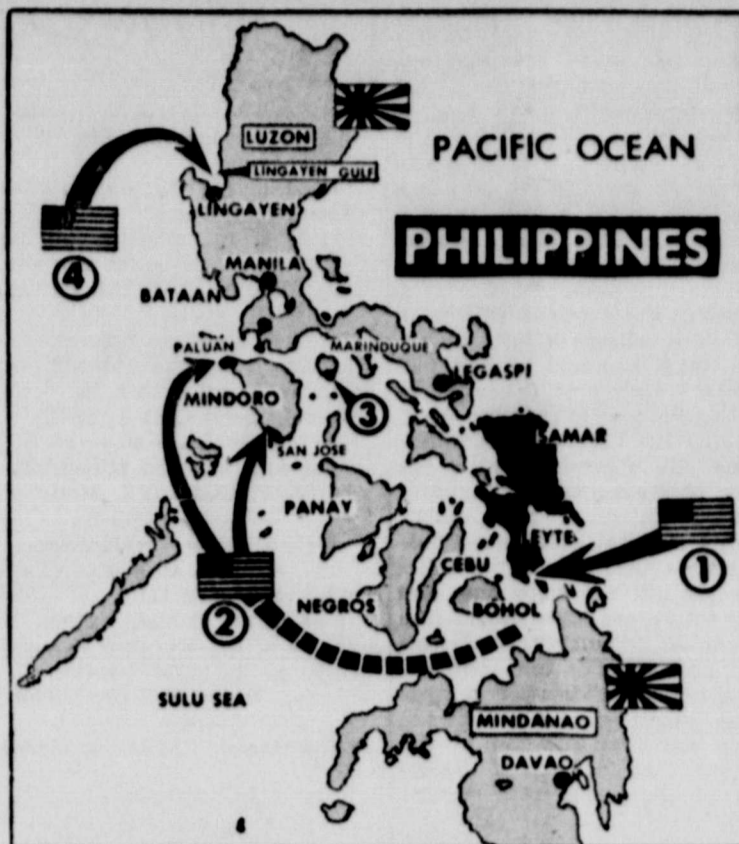 LUZON
PACIFIC OCEAN
LINGAYEN GULF
LINGAYEN
PHILIPPINES
④
MANILA
BATAAN
PALUAN
MARINDUQUE
LEGASPI
MINDORO
③
SAMAR
SAN JOSE
PANAY
EYTE
①
CEBU
NEGROS
BOHOL
②
SULU SEA
MINDANAO
DAVAO